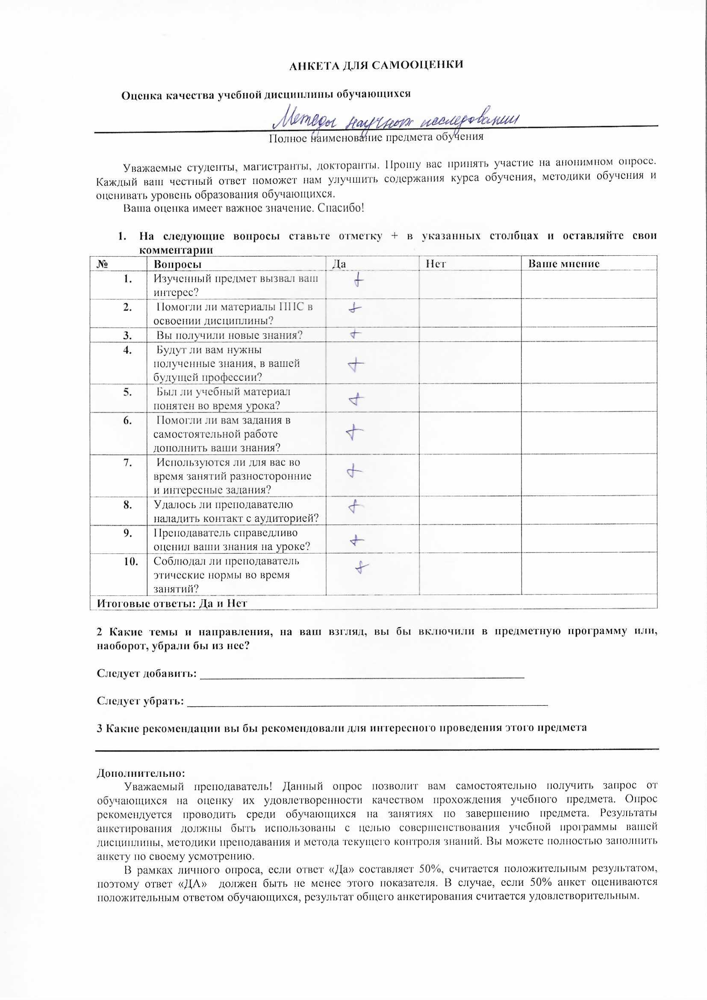 АНКЕТА ДЛЯ САМООЦЕНКИ
Оценка качества учебной дисциплины обучающихся
Методы научных исследований
Полное наименование предмета обучения
Уважаемые студенты, магистранты, докторанты. Прошу вас принять участие на анонимном опросе.
Каждый ваш честный ответ поможет нам улучшить содержания курса обучения, методики обучения и
оценивать уровень образования обучающихся.
Ваша оценка имеет важное значение. Спасибо!
1. На следующие вопросы ставьте отметку + в указанных столбцах и оставляйте свои
комментарии
№ Вопросы Да Нет Ваше мнение
1. Изученный предмет вызвал ваш +
интерес?
2. Помогли ли материалы ППС в +
освоении дисциплины?
3. Вы получили новые знания? +
4. Будут ли вам нужны
полученные знания, в вашей +
будущей профессии?
5. Был ли учебный материал +
понятен во время урока?
6. Помогли ли вам задания в
самостоятельной работе +
дополнить ваши знания?
7. Используются ли для вас во
время занятий разносторонние +
и интересные задания?
8. Удалось ли преподавателю +
наладить контакт с аудиторией?
9. Преподаватель справедливо +
оценил ваши знания на уроке?
10. Соблюдал ли преподаватель +
этические нормы во время
занятий?
Итоговые ответы: Да и Нет
2 Какие темы и направления, на ваш взгляд, вы бы включили в предметную программу или,
наоборот, убрали бы из нее?
Следует добавить:
Следует убрать:
3 Какие рекомендации вы бы рекомендовали для интересного проведения этого предмета
Дополнительно:
Уважаемый преподаватель! Данный опрос позволит вам самостоятельно получить запрос от
обучающихся на оценку их удовлетворенности качеством прохождения учебного предмета. Опрос
рекомендуется проводить среди обучающихся на занятиях по завершению предмета. Результаты
анкетирования должны быть использованы с целью совершенствования учебной программы вашей
дисциплины, методики преподавания и метода текущего контроля знаний. Вы можете полностью заполнить
анкету по своему усмотрению.
В рамках личного опроса, если ответ «Да» составляет 50%, считается положительным результатом,
поэтому ответ «ДА» должен быть не менее этого показателя. В случае, если 50% анкет оцениваются
положительным ответом обучающихся, результат общего анкетирования считается удовлетворительным.